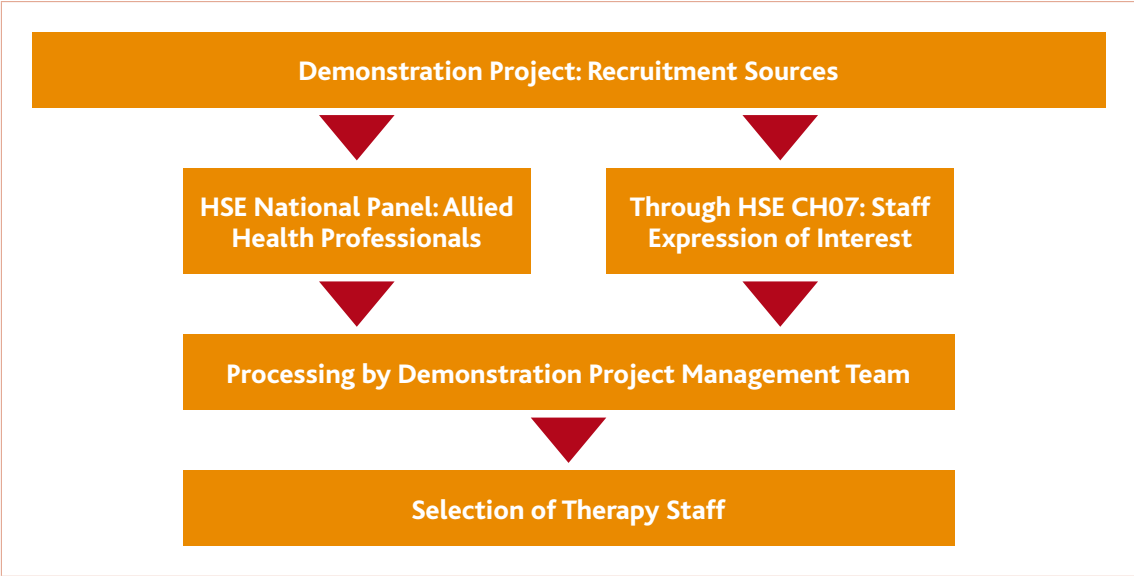 Demonstration Project: Recruitment Sources
HSE National Panel: Allied
Health Professionals
Through HSE CH07: Staff
Expression of Interest
Processing by Demonstration Project Management Team
Selection of Therapy Staff